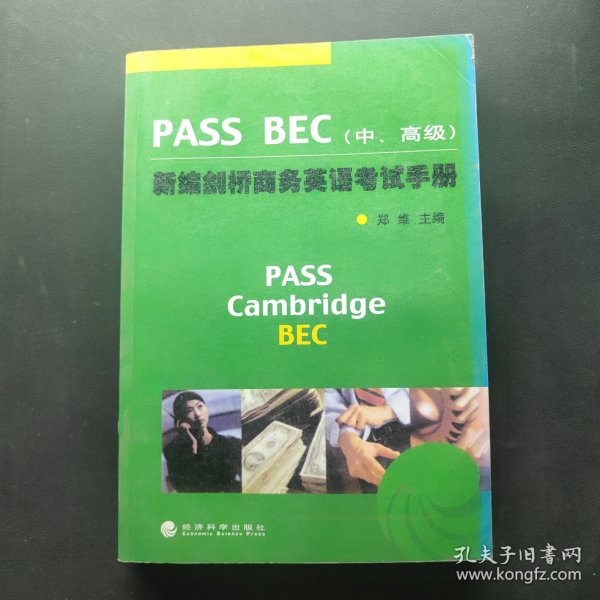 PASS BEC（中、高级）
新编剑桥商务英语考试手册
郑 维 主编
PASS
Cambridge
BEC
经济科学出版社
Economic Science Press
孔夫子旧书网
www.kongfz.com